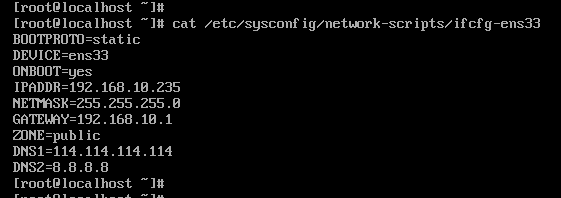 [root@localhost ~]#
[root@localhost ~]# cat /etc/sysconfig/network-scripts/ifcfg-ens33
BOOTPROTO=static
DEVICE=ens33
ONBOOT=yes
IPADDR=192.168.10.235
NETMASK=255.255.255.0
GATEWAY=192.168.10.1
ZONE=public
DNS1=114.114.114.114
DNS2=8.8.8.8
[root@localhost ~]#
[root@localhost ~]#